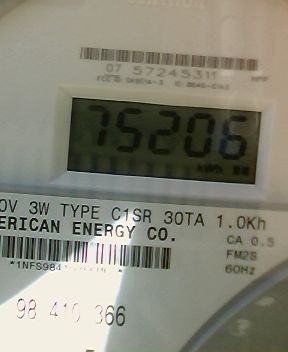 07 57245311
75206
kWh
0V 3W TYPE C1SR 30TA 1.0Kh
ERICAN ENERGY CO. CA 0.5
FM2S
60Hz
98 410 366